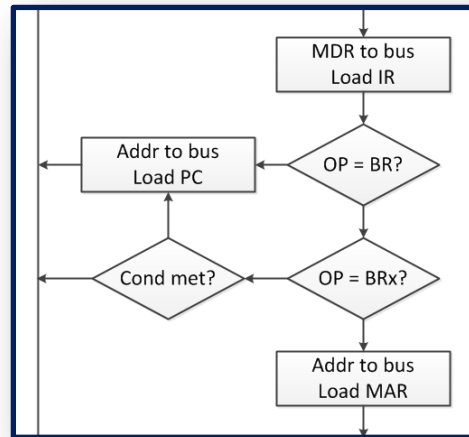 MDR to bus
Load IR
Addr to bus
Load PC
OP = BR?
Cond met?
OP = BRx?
Addr to bus
Load MAR